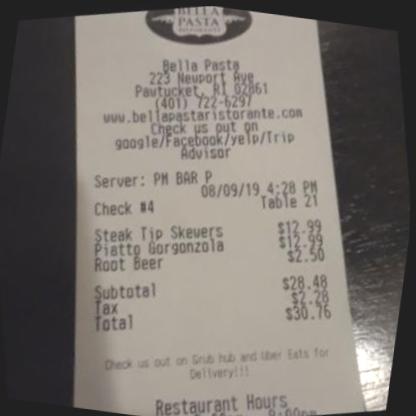 BELLA
PASTA
RISTORANTE
Bella Pasta
223 Newport Ave
Pawtucket, RI 02861
(401) 722-6297
www.bellapastaristorante.com
Check us out on
google/Facebook/yelp/Trip
Advisor
Server: PM BAR P
08/09/19 4:28 PM
Check #4 Table 21
Steak Tip Skewers $12.99
Piatto Gorgonzola $12.99
Root Beer $2.50
Subtotal $28.48
Tax $2.28
Total $30.76
Check us out on Grub hub and Uber Eats for
Delivery!!!
Restaurant Hours